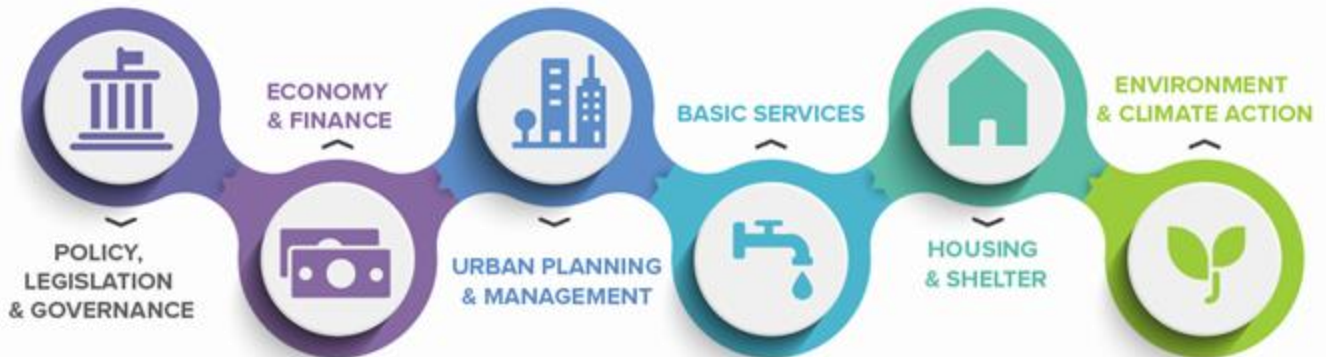 POLICY,
LEGISLATION
& GOVERNANCE
ECONOMY
& FINANCE
URBAN PLANNING
& MANAGEMENT
BASIC SERVICES
HOUSING
& SHELTER
ENVIRONMENT
& CLIMATE ACTION